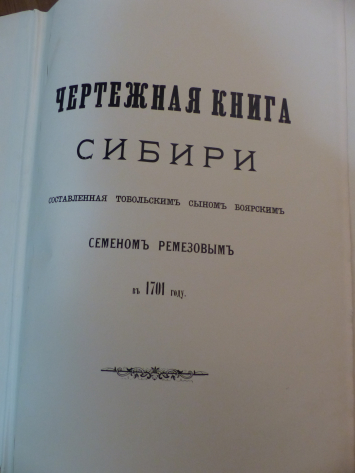 ЧЕРТЕЖНАЯ КНИГА
СИБИРИ
СОСТАВЛЕННАЯ ТОБОЛЬСКИМЪ СЫНОМЪ БОЯРСКИМЪ
СЕМЕНОМЪ РЕМЕЗОВЫМЪ
въ 1701 году.